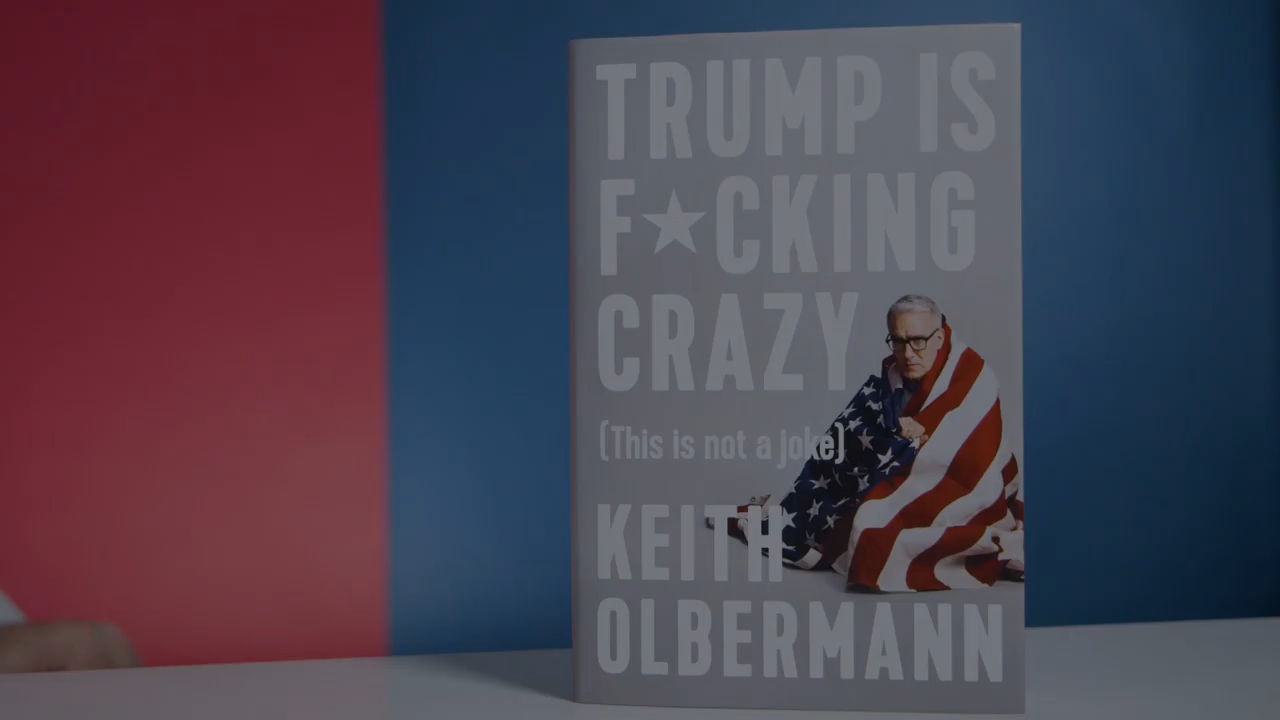 TRUMP IS
F★CKING
CRAZY
(This is not a joke)
KEITH
OLBERMANN